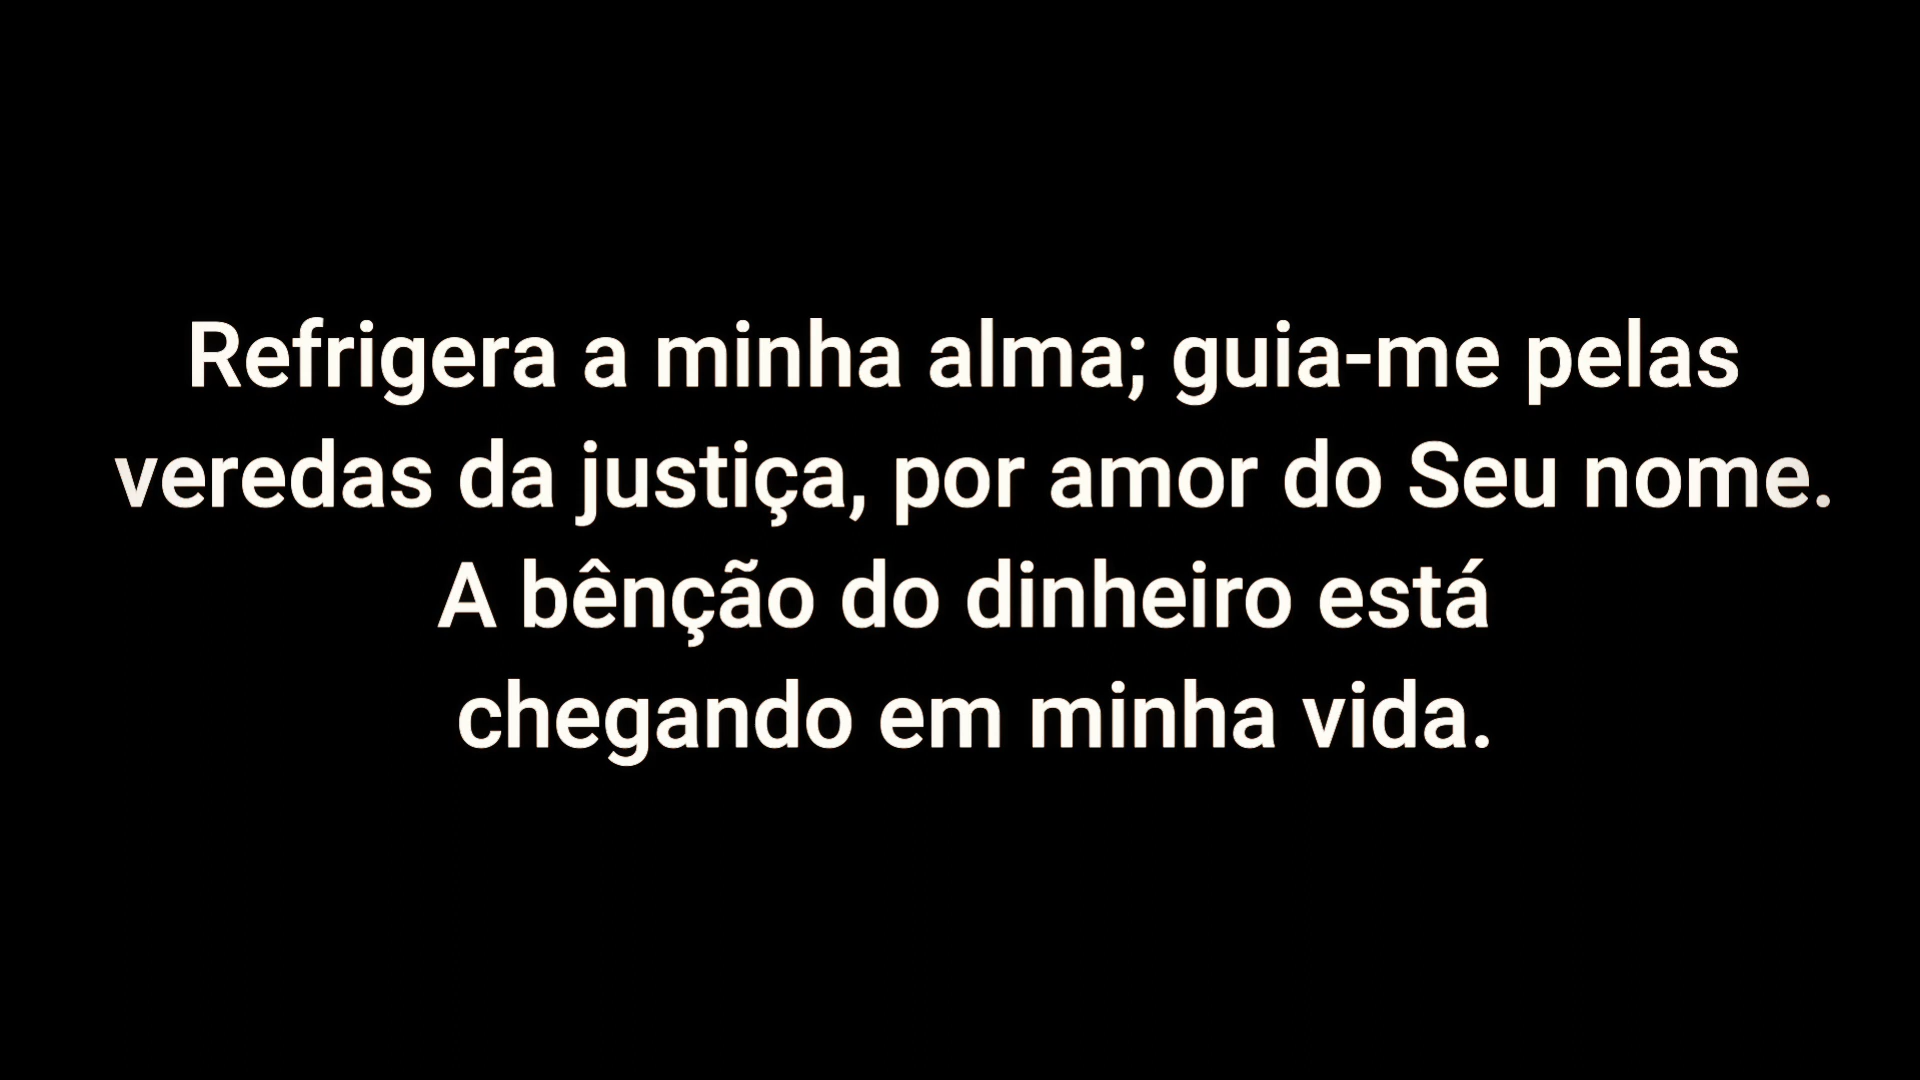 Refrigera a minha alma; guia-me pelas
veredas da justiça, por amor do Seu nome.
A bênção do dinheiro está
chegando em minha vida.